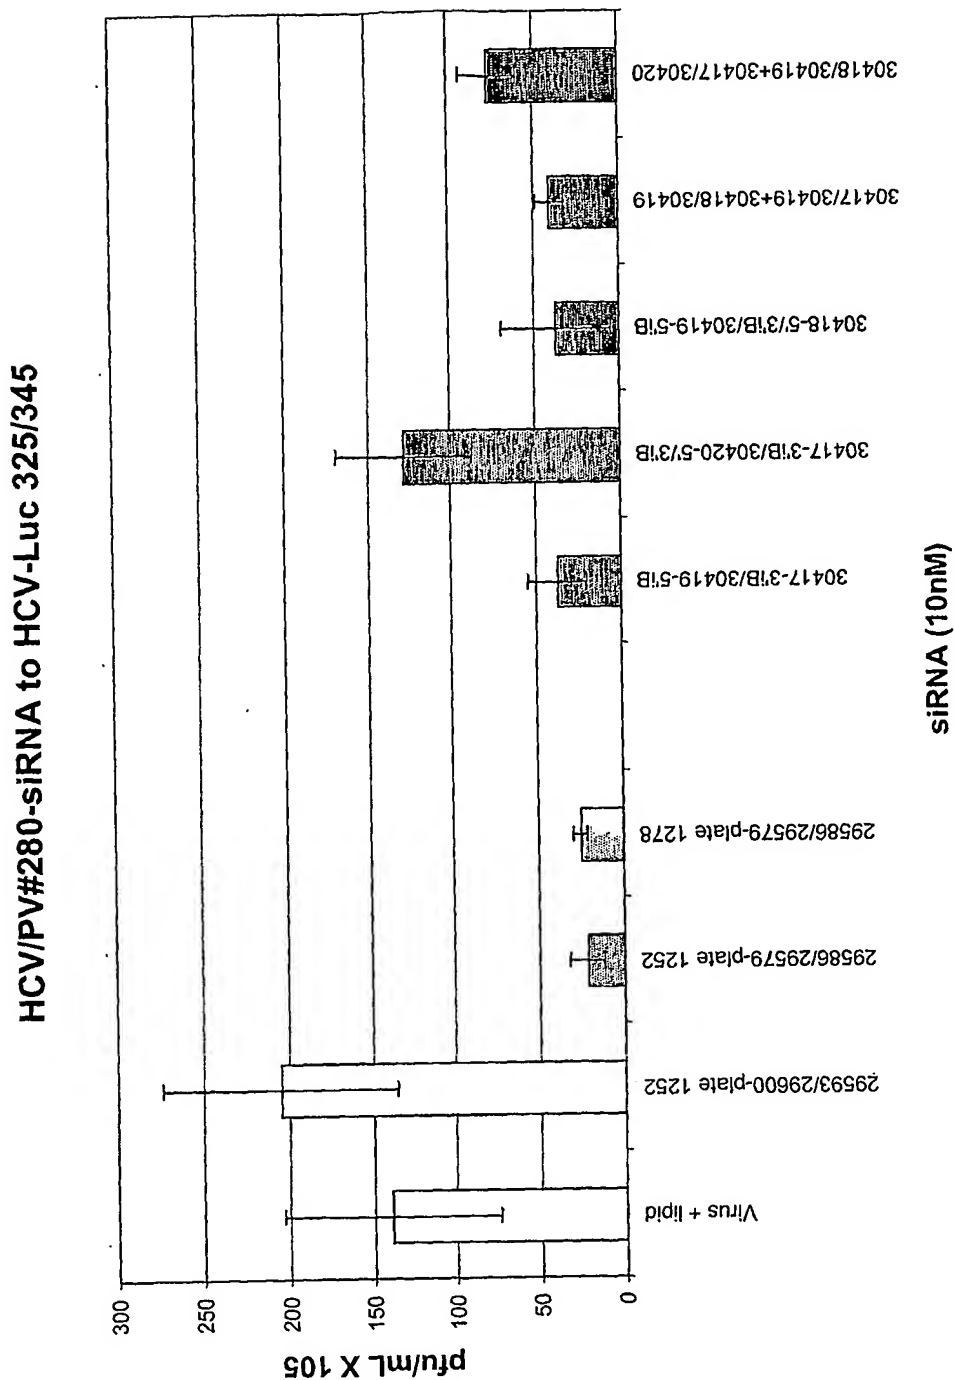 HCV/PV#280-siRNA to HCV-Luc 325/345
pfu/mL X 105
300
250
200
150
100
50
0
Virus + lipid
29593/29600-plate 1252
29586/29579-plate 1252
29586/29579-plate 1278
30417-3'iB/30419-5'iB
30417-3'iB/30420-5'/3'iB
30418-5'/3'iB/30419-5'iB
30417/30419+30418/30419
30418/30419+30417/30420
siRNA (10nM)